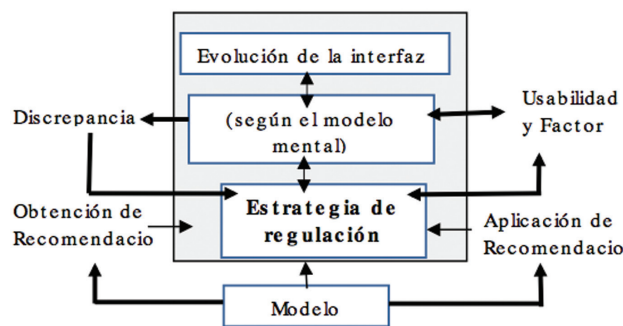 Evolución de la interfaz
Discrepancia
(según el modelo
mental)
Usabilidad
y Factor
Obtención de
Recomendacio
Estrategia de
regulación
Aplicación de
Recomendacio
Modelo